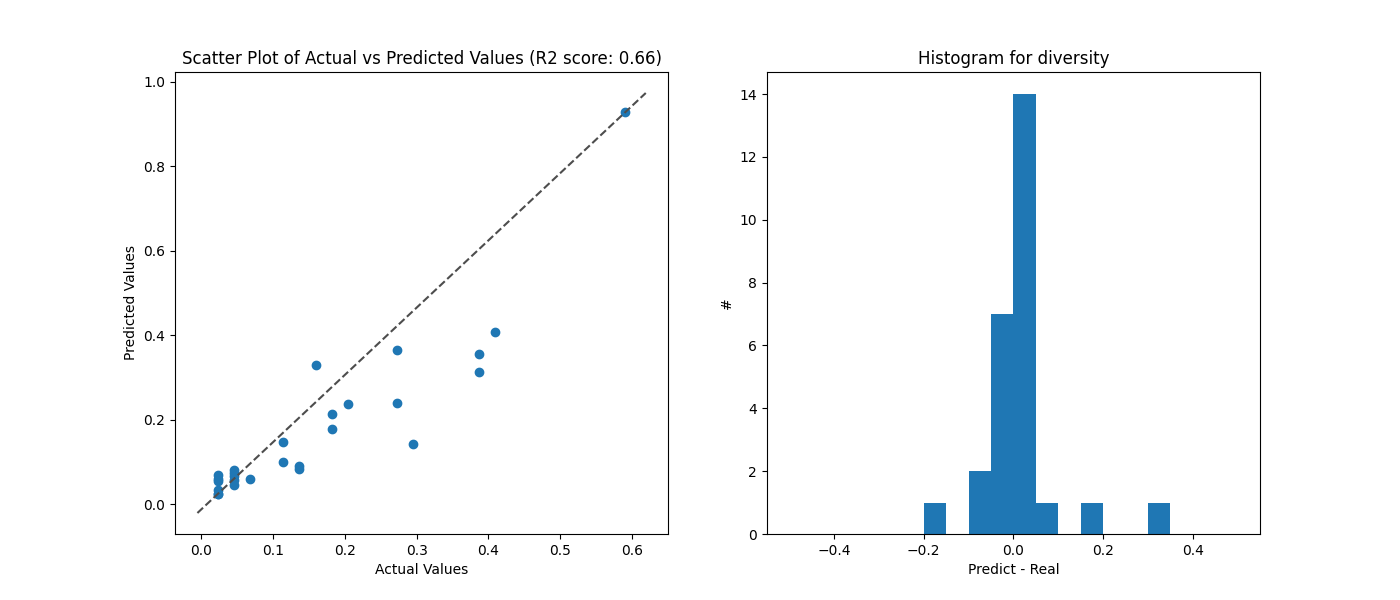 Scatter Plot of Actual vs Predicted Values (R2 score: 0.66)
1.0
0.8
0.6
0.4
0.2
0.0
Predicted Values
0.0 0.1 0.2 0.3 0.4 0.5 0.6
Actual Values
Histogram for diversity
14
12
10
8
6
4
2
0
#
−0.4 −0.2 0.0 0.2 0.4
Predict - Real